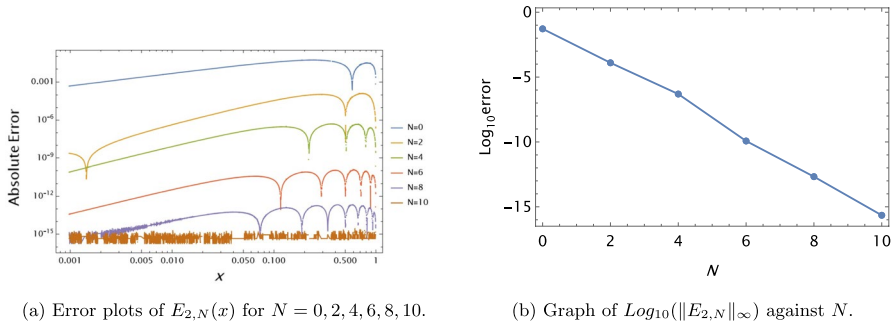 Absolute Error
0.001
10⁻⁶
10⁻⁹
10⁻¹²
10⁻¹⁵
0.001
0.005
0.010
0.050
0.100
0.500
1
x
N=0
N=2
N=4
N=6
N=8
N=10
(a) Error plots of E₂,N(x) for N = 0, 2, 4, 6, 8, 10.
Log₁₀error
0
−5
−10
−15
0
2
4
6
8
10
N
(b) Graph of Log₁₀(‖E₂,N‖∞) against N.